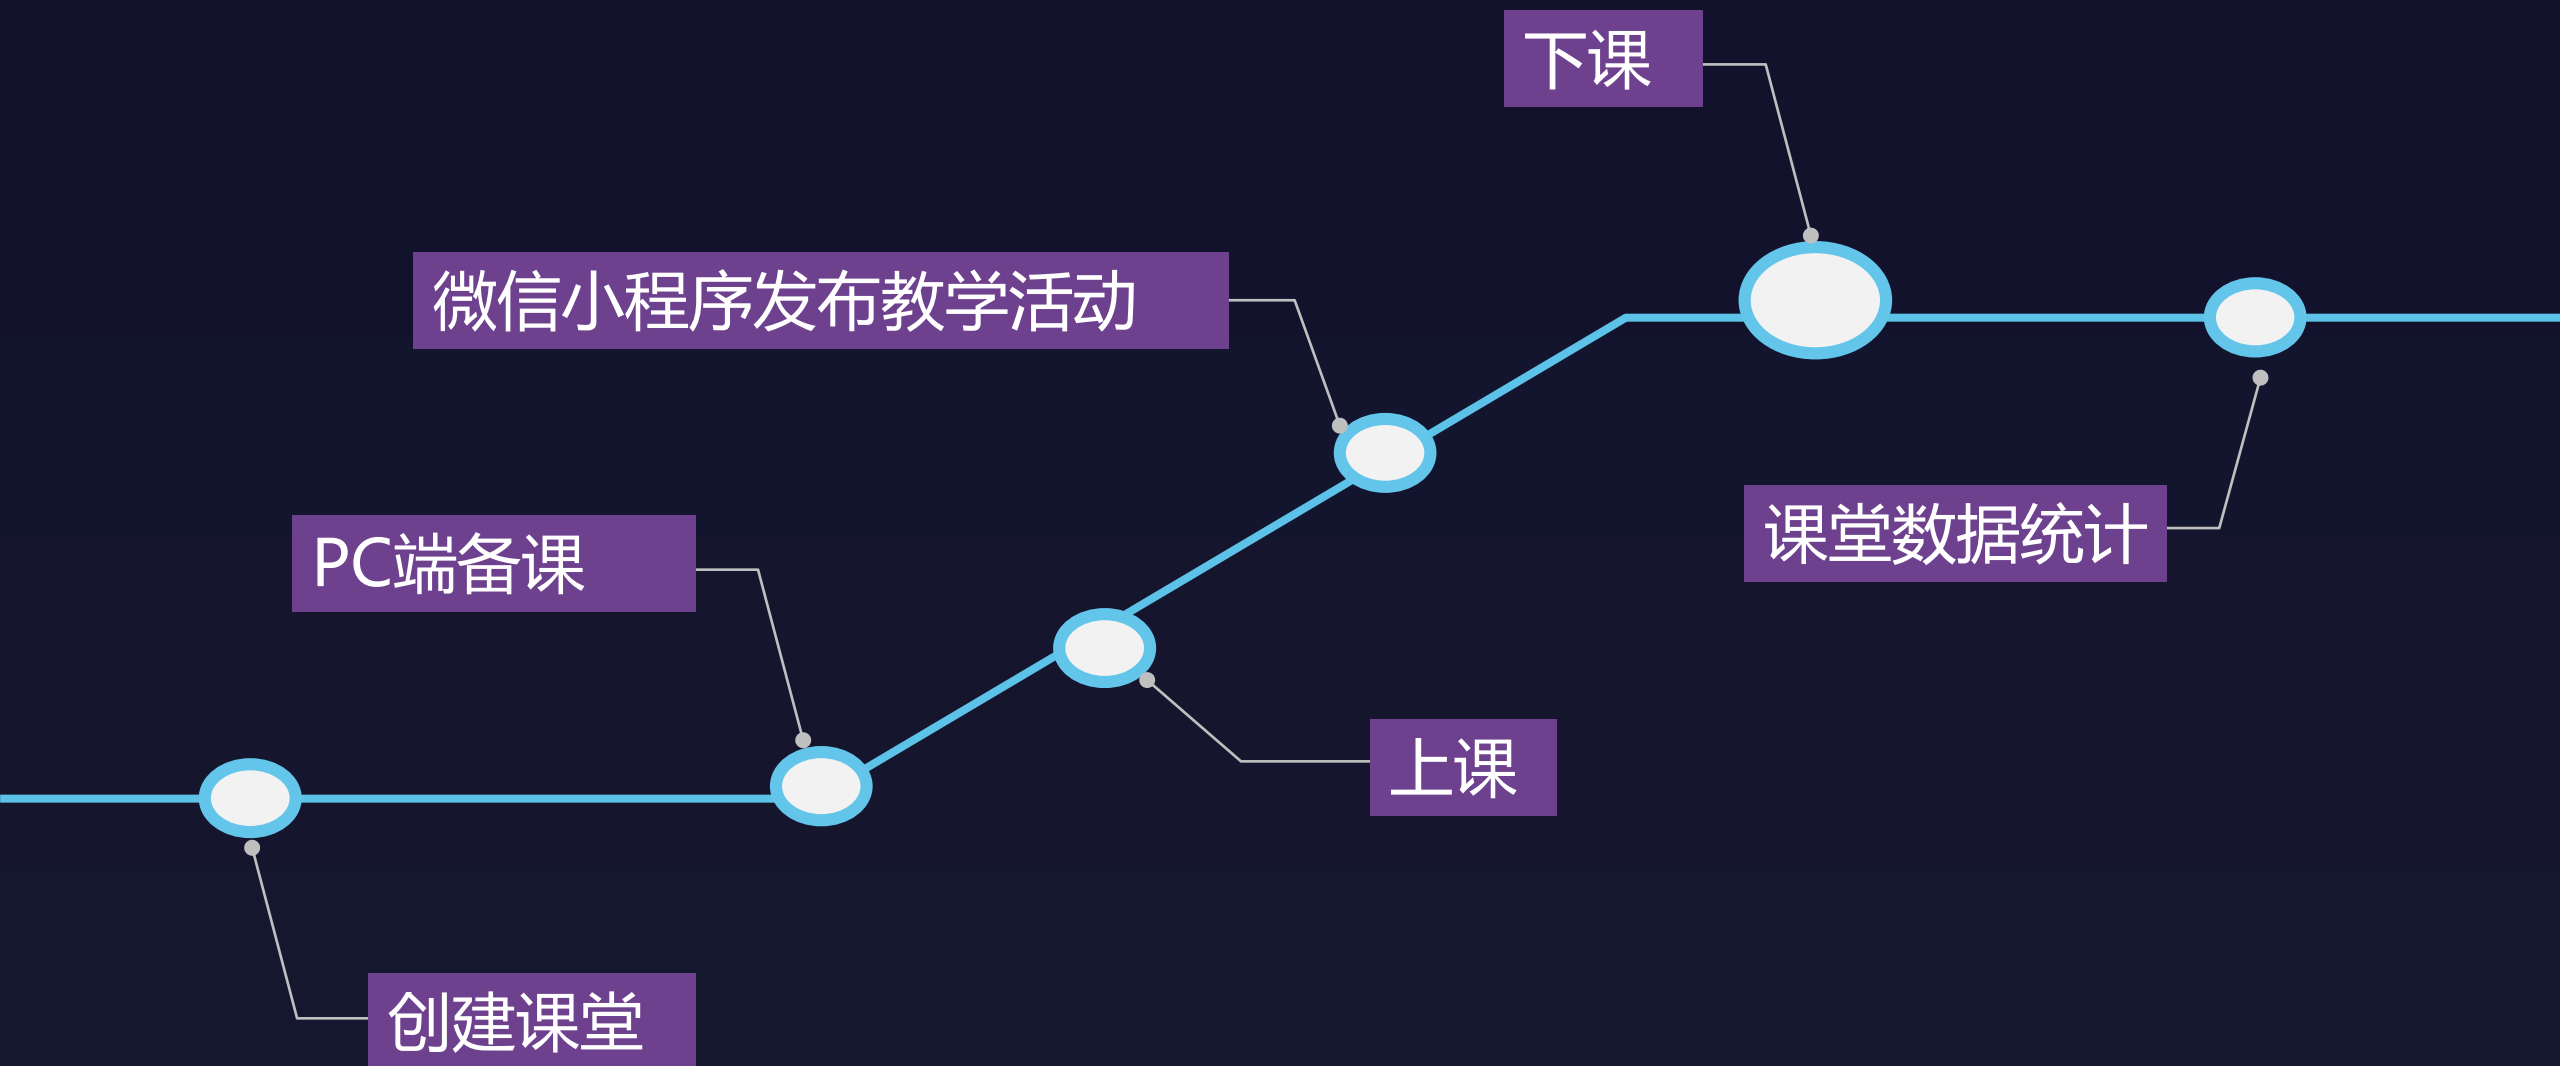 下课
微信小程序发布教学活动
课堂数据统计
PC端备课
上课
创建课堂